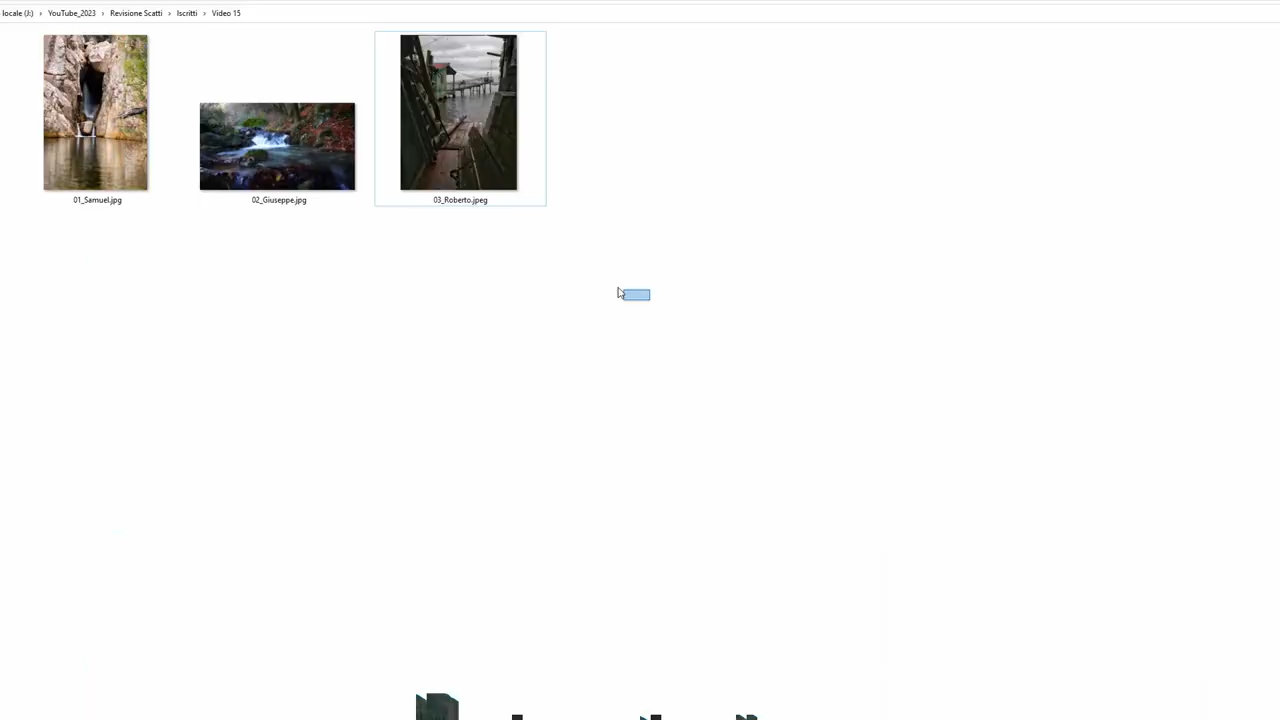 locale (J:) › YouTube_2023 › Revisione Scatti › Iscritti › Video 15
01_Samuel.jpg
02_Giuseppe.jpg
03_Roberto.jpeg